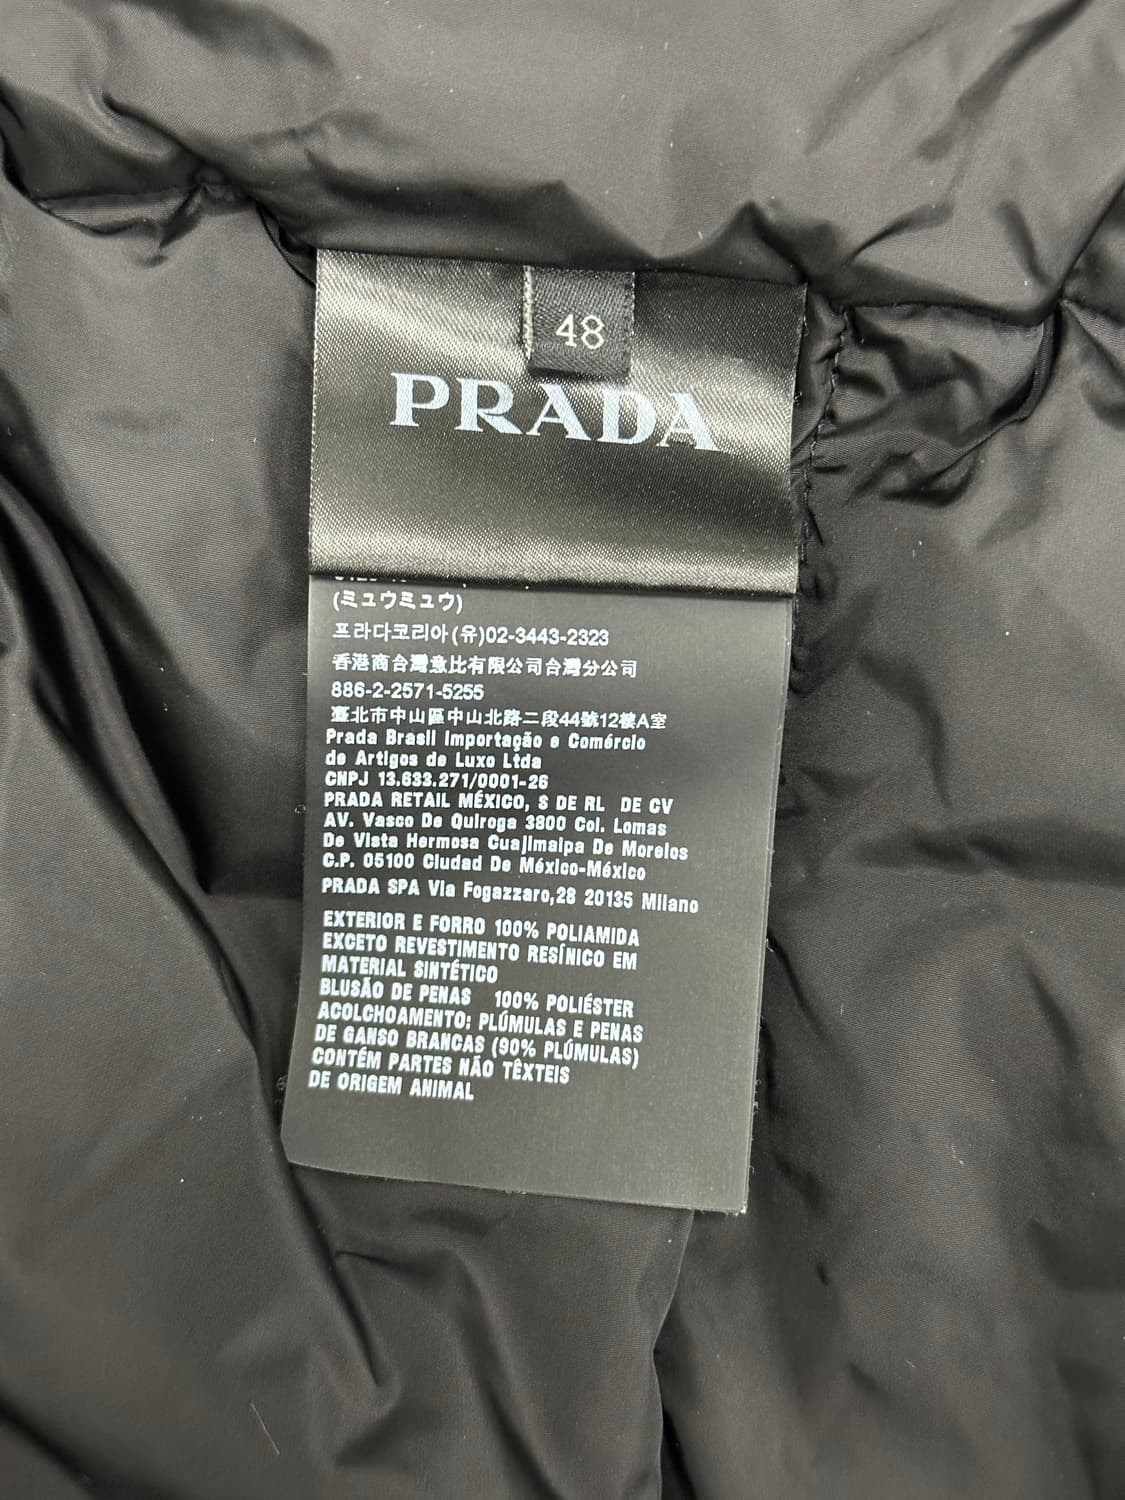 48
PRADA
(ミュウミュウ)
프라다코리아(유)02-3443-2323
香港商台灣彖比有限公司台灣分公司
886-2-2571-5255
臺北市中山區中山北路二段44號12樓A室
Prada Brasil Importação e Comércio
de Artigos de Luxo Ltda
CNPJ 13.633.271/0001-26
PRADA RETAIL MÉXICO, S DE RL DE CV
AV. Vasco De Quiroga 3800 Col. Lomas
De Vista Hermosa Cuajimalpa De Morelos
C.P. 05100 Ciudad De México-México
PRADA SPA Via Fogazzaro,28 20135 Milano
EXTERIOR E FORRO 100% POLIAMIDA
EXCETO REVESTIMENTO RESÍNICO EM
MATERIAL SINTÉTICO
BLUSÃO DE PENAS 100% POLIÉSTER
ACOLCHOAMENTO: PLÚMULAS E PENAS
DE GANSO BRANCAS (90% PLÚMULAS)
CONTÉM PARTES NÃO TÊXTEIS
DE ORIGEM ANIMAL